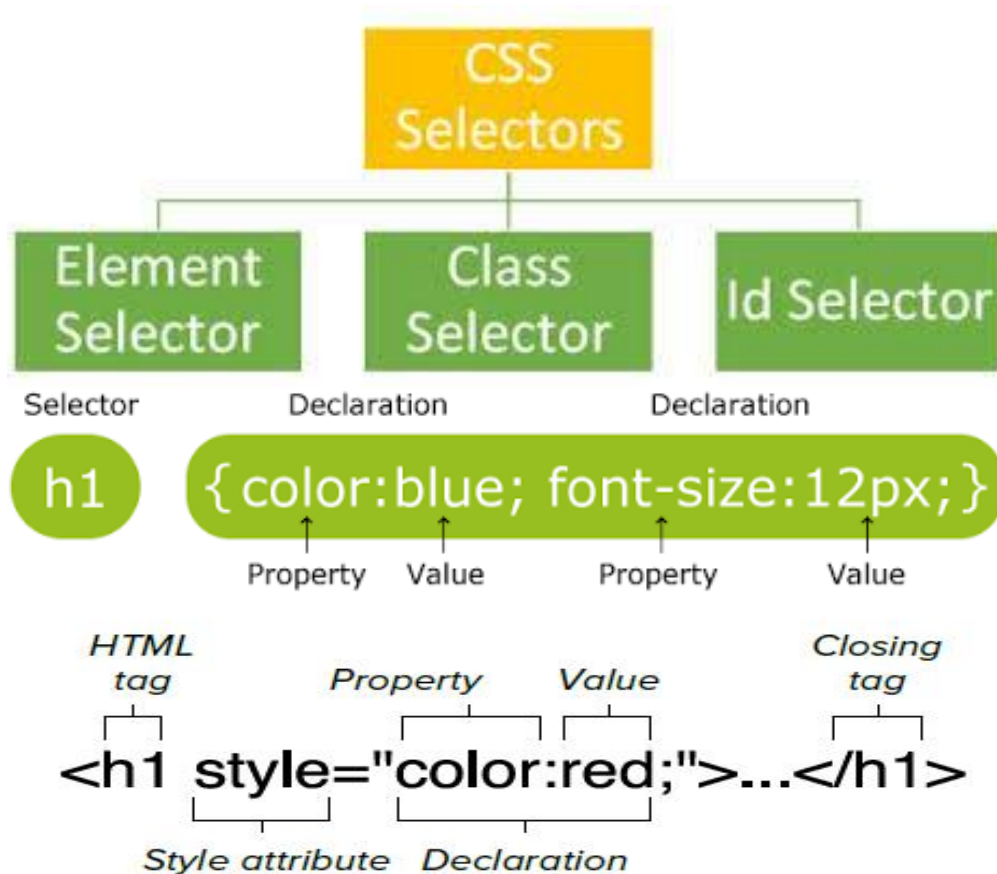 CSS
Selectors
Element
Selector
Class
Selector
Id Selector
Selector Declaration Declaration
h1 {color:blue; font-size:12px;}
Property Value Property Value
HTML
tag
Property Value
Closing
tag
<h1 style="color:red;">...</h1>
Style attribute Declaration